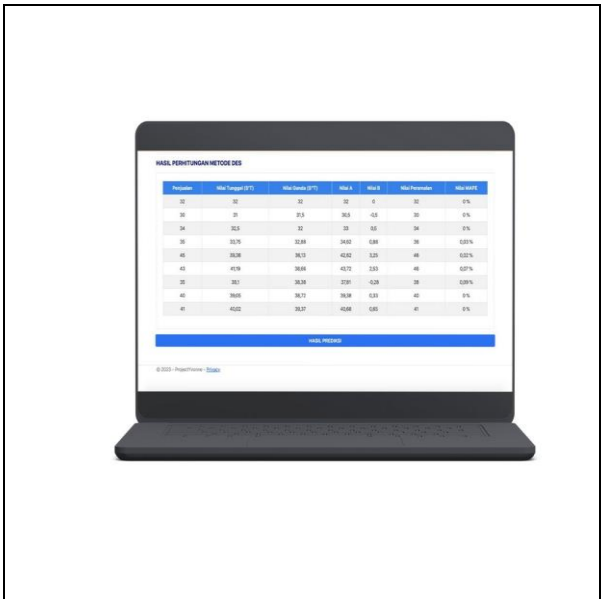 HASIL PERHITUNGAN METODE DES
Penjualan Nilai Tunggal (S'T) Nilai Ganda (S"T) Nilai A Nilai B Nilai Peramalan Nilai MAPE
32 32 32 32 0 32 0 %
30 31 31,5 30,5 -0,5 30 0 %
34 32,5 32 33 0,5 34 0 %
35 33,75 32,88 34,62 0,88 36 0,03 %
45 39,38 36,13 42,62 3,25 46 0,02 %
43 41,19 38,66 43,72 2,53 46 0,07 %
35 38,1 38,38 37,81 -0,28 38 0,09 %
40 39,05 38,72 39,38 0,33 40 0 %
41 40,02 39,37 40,68 0,65 41 0 %
HASIL PREDIKSI
© 2023 - - Privacy